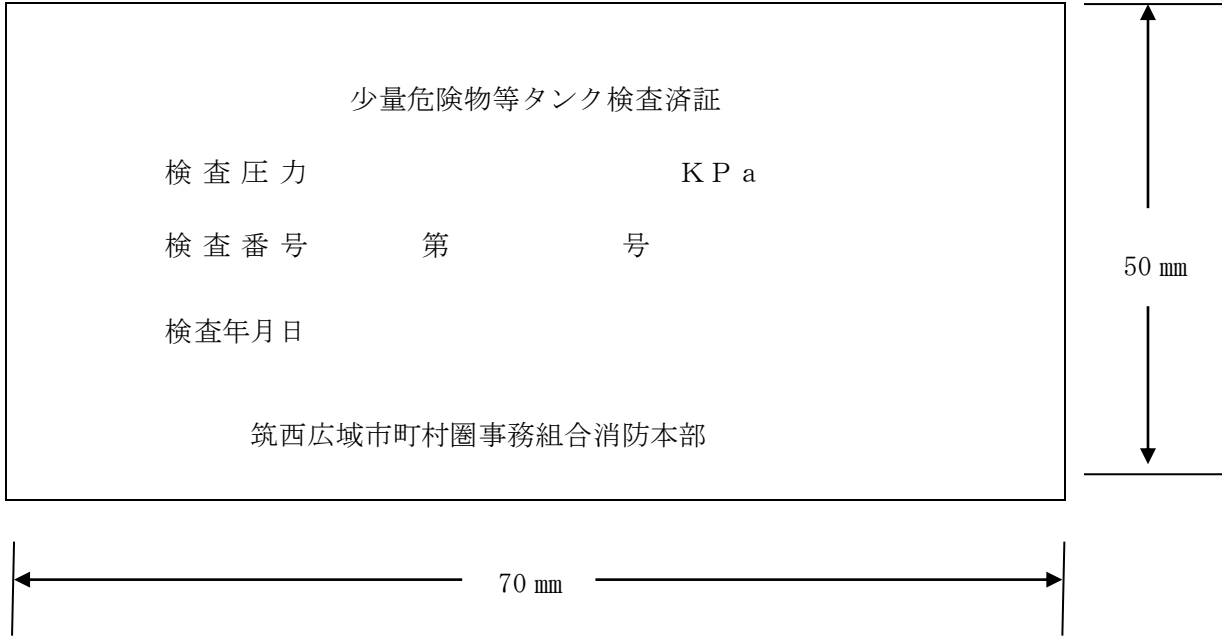 少量危険物等タンク検査済証
検査圧力 ＫＰａ
検査番号 第 号
検査年月日
筑西広域市町村圏事務組合消防本部
50 ㎜
70 ㎜